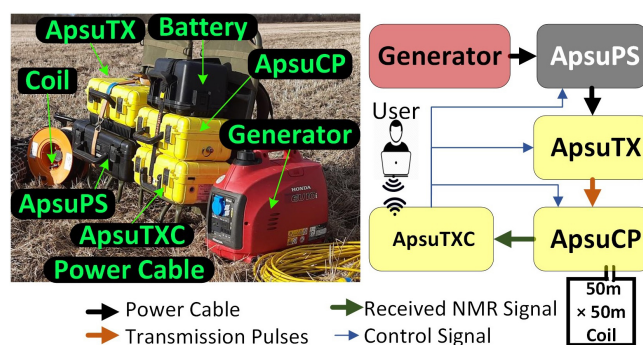 ApsuTX
Battery
Coil
ApsuCP
Generator
ApsuPS
ApsuTXC
Power Cable
HONDA
Generator
ApsuPS
User
ApsuTX
ApsuTXC
ApsuCP
50m
× 50m
Coil
Power Cable
Received NMR Signal
Transmission Pulses
Control Signal